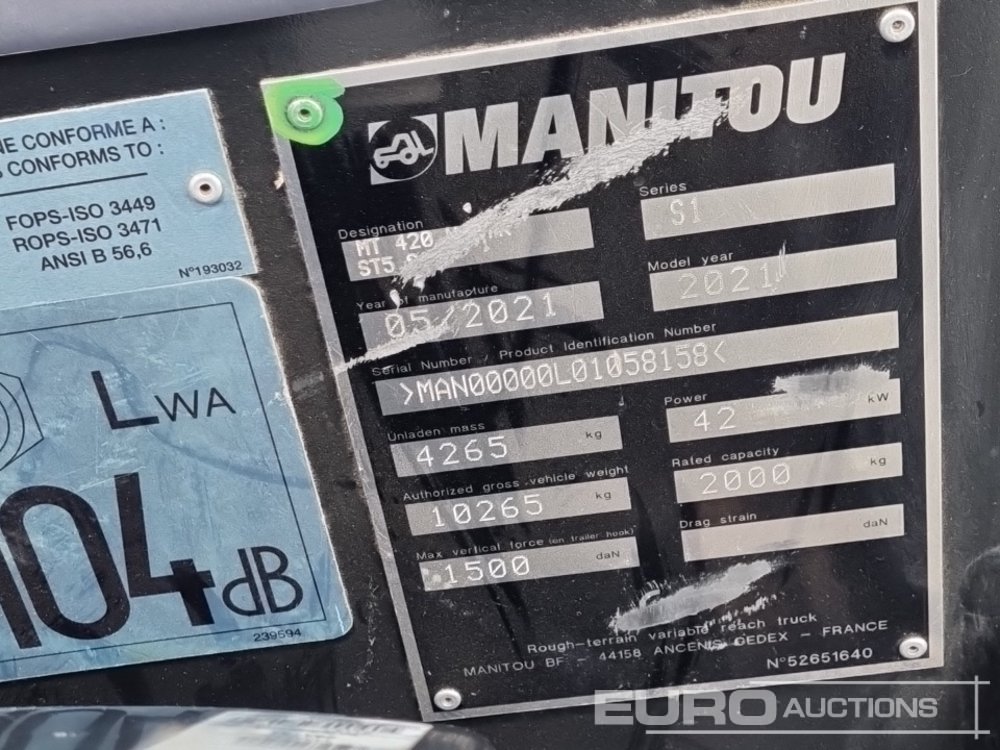 NE CONFORME A :
CONFORMS TO :
FOPS-ISO 3449
ROPS-ISO 3471
ANSI B 56,6
N°193032
LWA
104 dB
239594
MANITOU
Designation
MT 420
ST5
Series
S1
Year of manufacture
05/2021
Model year
2021
Serial Number / Product Identification Number
>MAN00000L01058158<
Unladen mass
4265 kg
Power
42 kW
Authorized gross vehicle weight
10265 kg
Rated capacity
2000 kg
Max vertical force (en trailer hook)
1500 daN
Drag strain
daN
Rough-terrain variable reach truck
MANITOU BF - 44158 ANCENIS CEDEX - FRANCE
N°52651640
EURO AUCTIONS